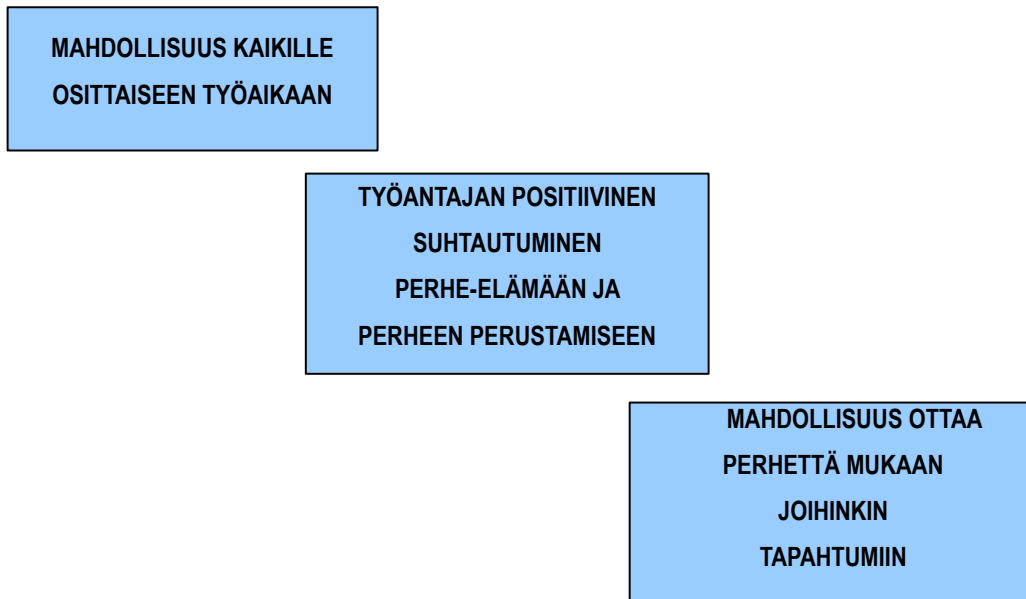 MAHDOLLISUUS KAIKILLE
OSITTAISEEN TYÖAIKAAN
TYÖANTAJAN POSITIIVINEN
SUHTAUTUMINEN
PERHE-ELÄMÄÄN JA
PERHEEN PERUSTAMISEEN
MAHDOLLISUUS OTTAA
PERHETTÄ MUKAAN
JOIHINKIN
TAPAHTUMIIN